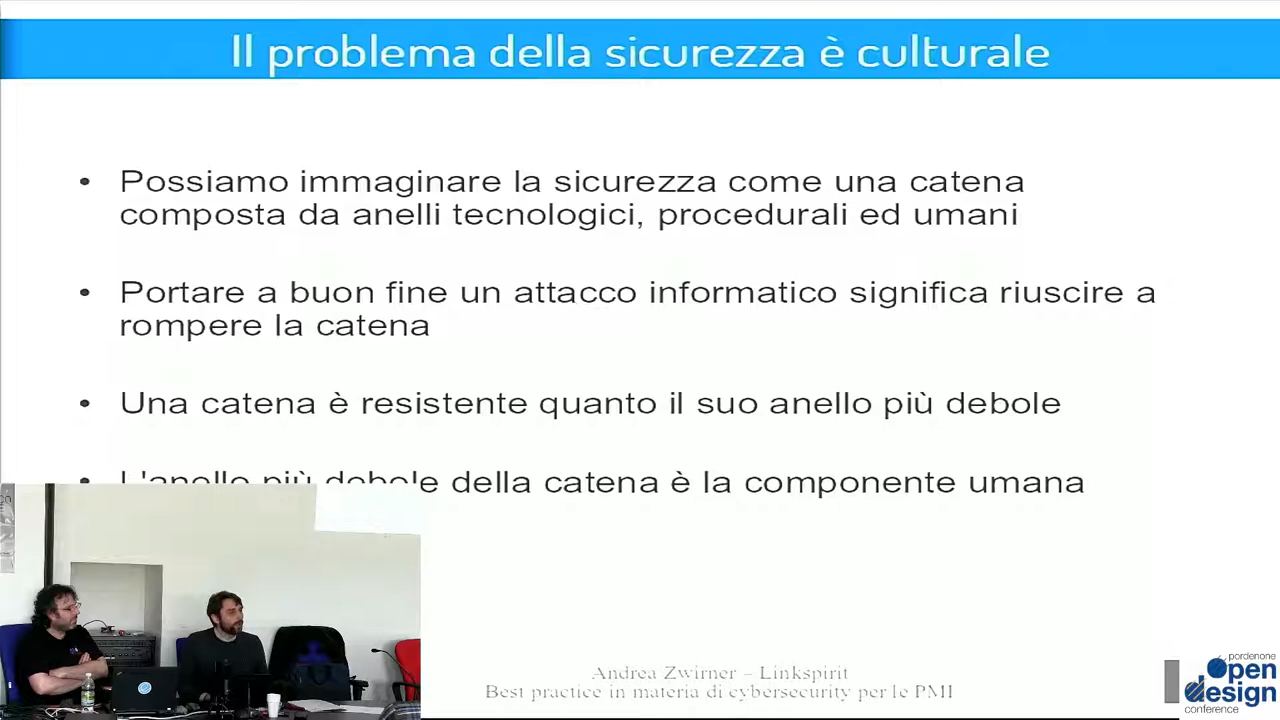 Il problema della sicurezza è culturale
• Possiamo immaginare la sicurezza come una catena
composta da anelli tecnologici, procedurali ed umani
• Portare a buon fine un attacco informatico significa riuscire a
rompere la catena
• Una catena è resistente quanto il suo anello più debole
• L'anello più debole della catena è la componente umana
Andrea Zwirner – Linkspirit
Best practice in materia di cybersecurity per le PMI
pordenone
open
design
conference